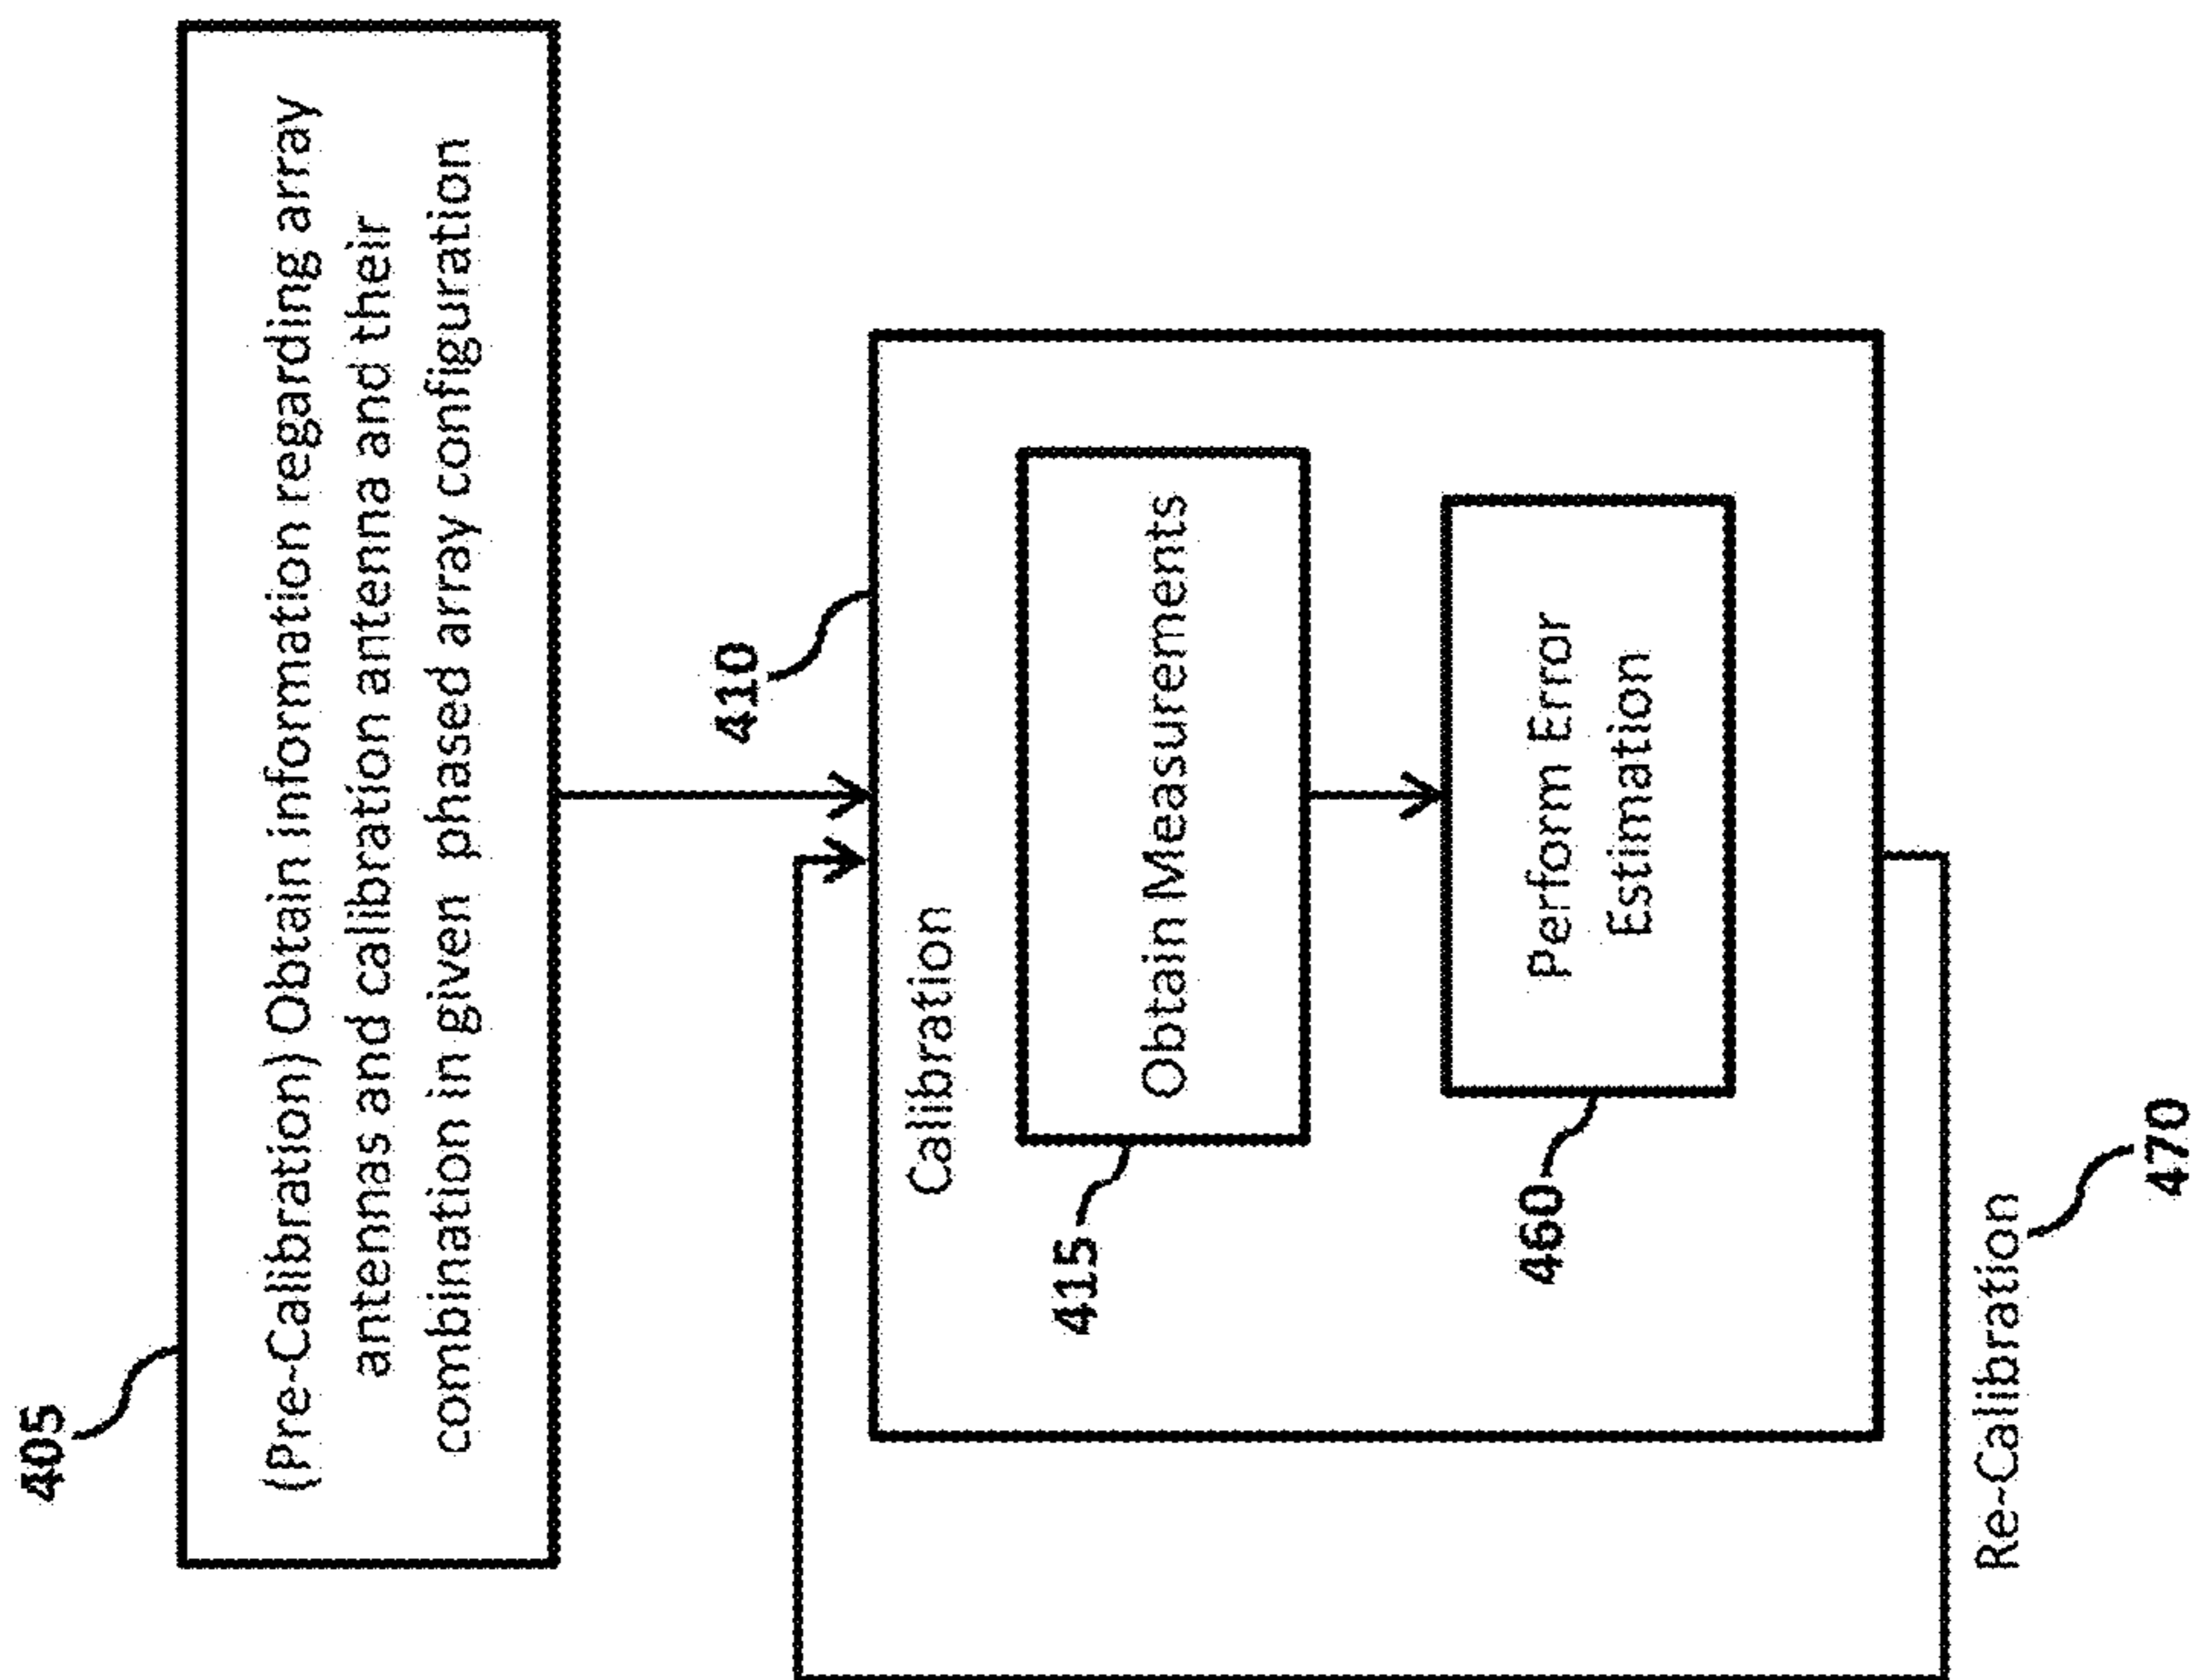 405
(Pre-Calibration) Obtain information regarding array
antennas and calibration antenna and their
combination in given phased array configuration
410
Calibration
415
Obtain Measurements
460
Perform Error
Estimation
Re-Calibration
470